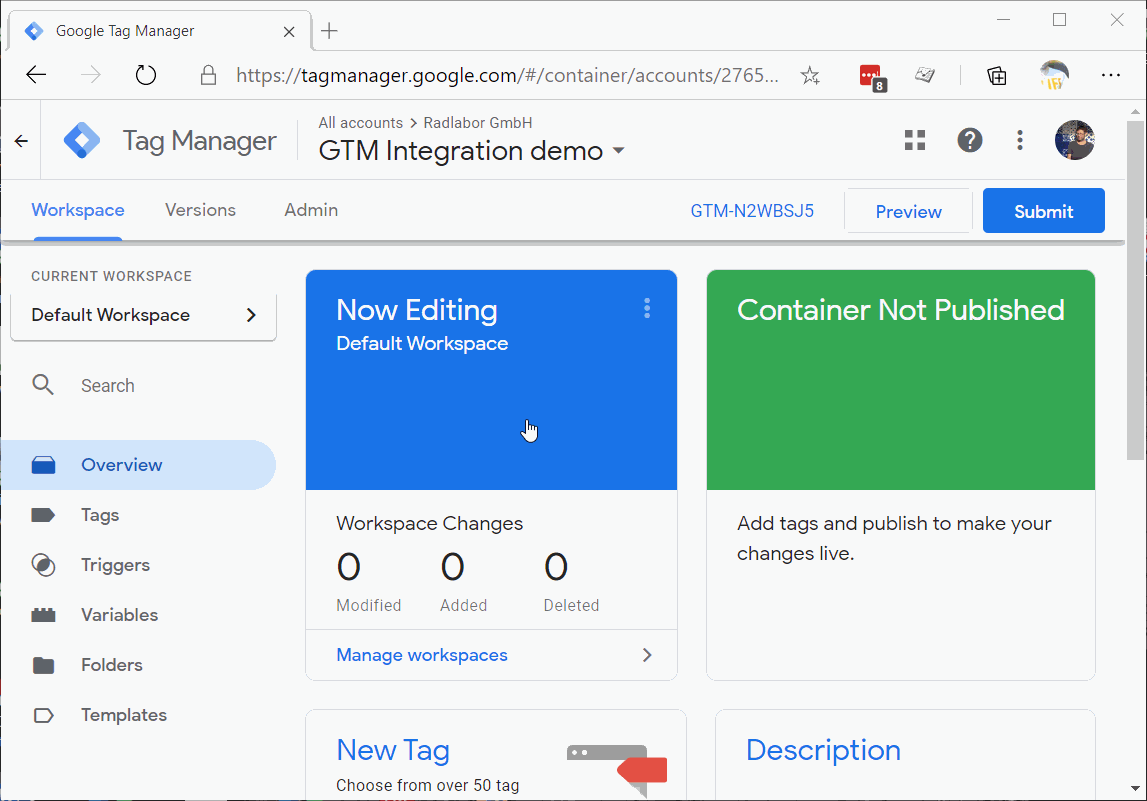 Google Tag Manager
https://tagmanager.google.com/#/container/accounts/2765...
8
Tag Manager
All accounts > Radlabor GmbH
GTM Integration demo
Workspace
Versions
Admin
GTM-N2WBSJ5
Preview
Submit
CURRENT WORKSPACE
Default Workspace
Search
Overview
Tags
Triggers
Variables
Folders
Templates
Now Editing
Default Workspace
Workspace Changes
0 0 0
Modified Added Deleted
Manage workspaces
Container Not Published
Add tags and publish to make your
changes live.
New Tag
Choose from over 50 tag
Description